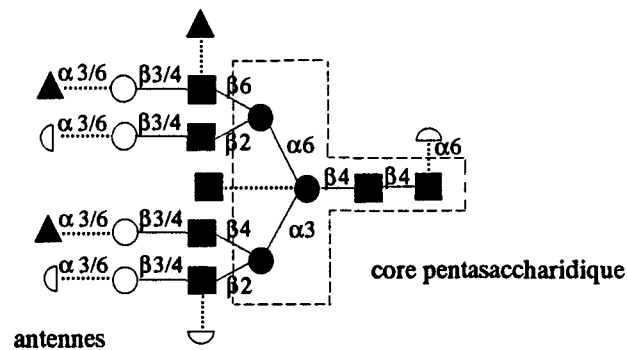 α 3/6 β3/4 β6
α 3/6 β3/4 β2
α6
α6
β4 β4
α3
α 3/6 β3/4 β4
α 3/6 β3/4 β2
core pentasaccharidique
antennes